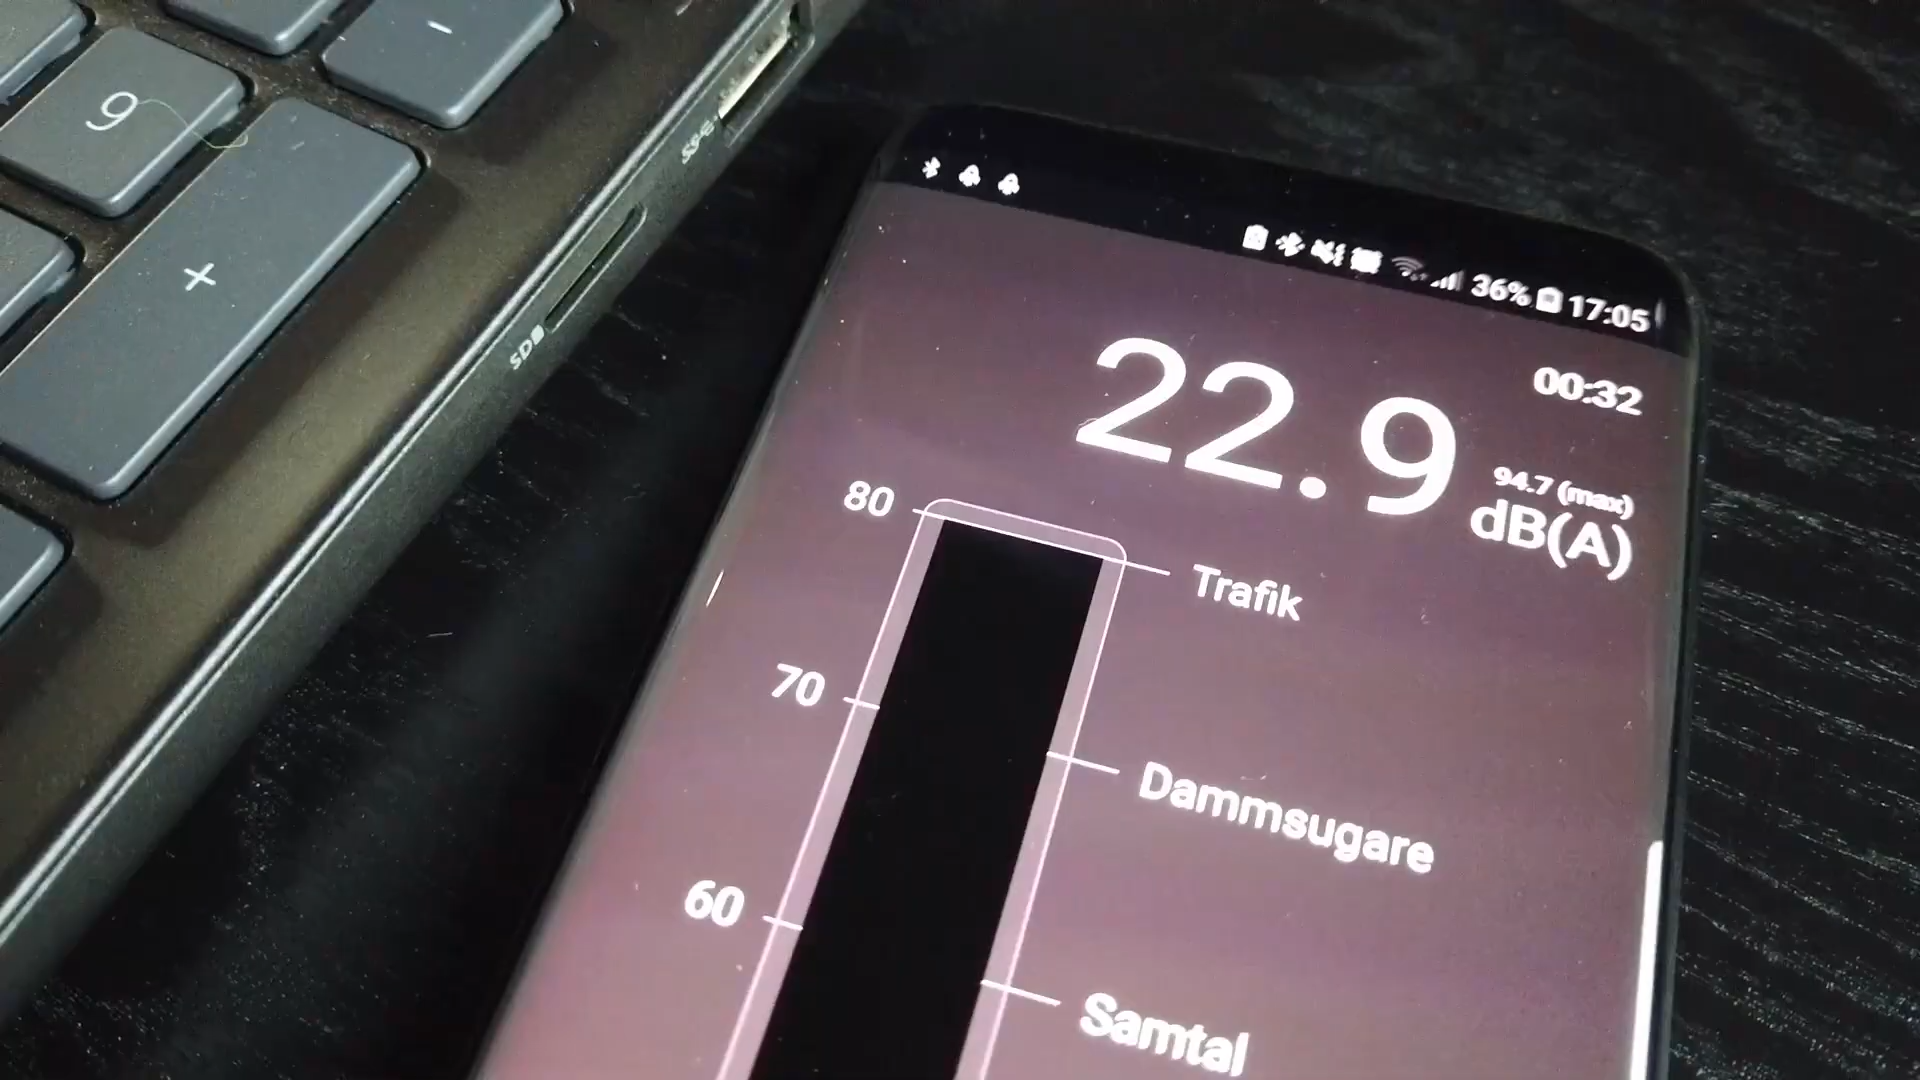 -
9
+
SD
36% 17:05
00:32
22.9
94.7 (max)
dB(A)
80
Trafik
70
Dammsugare
60
Samtal